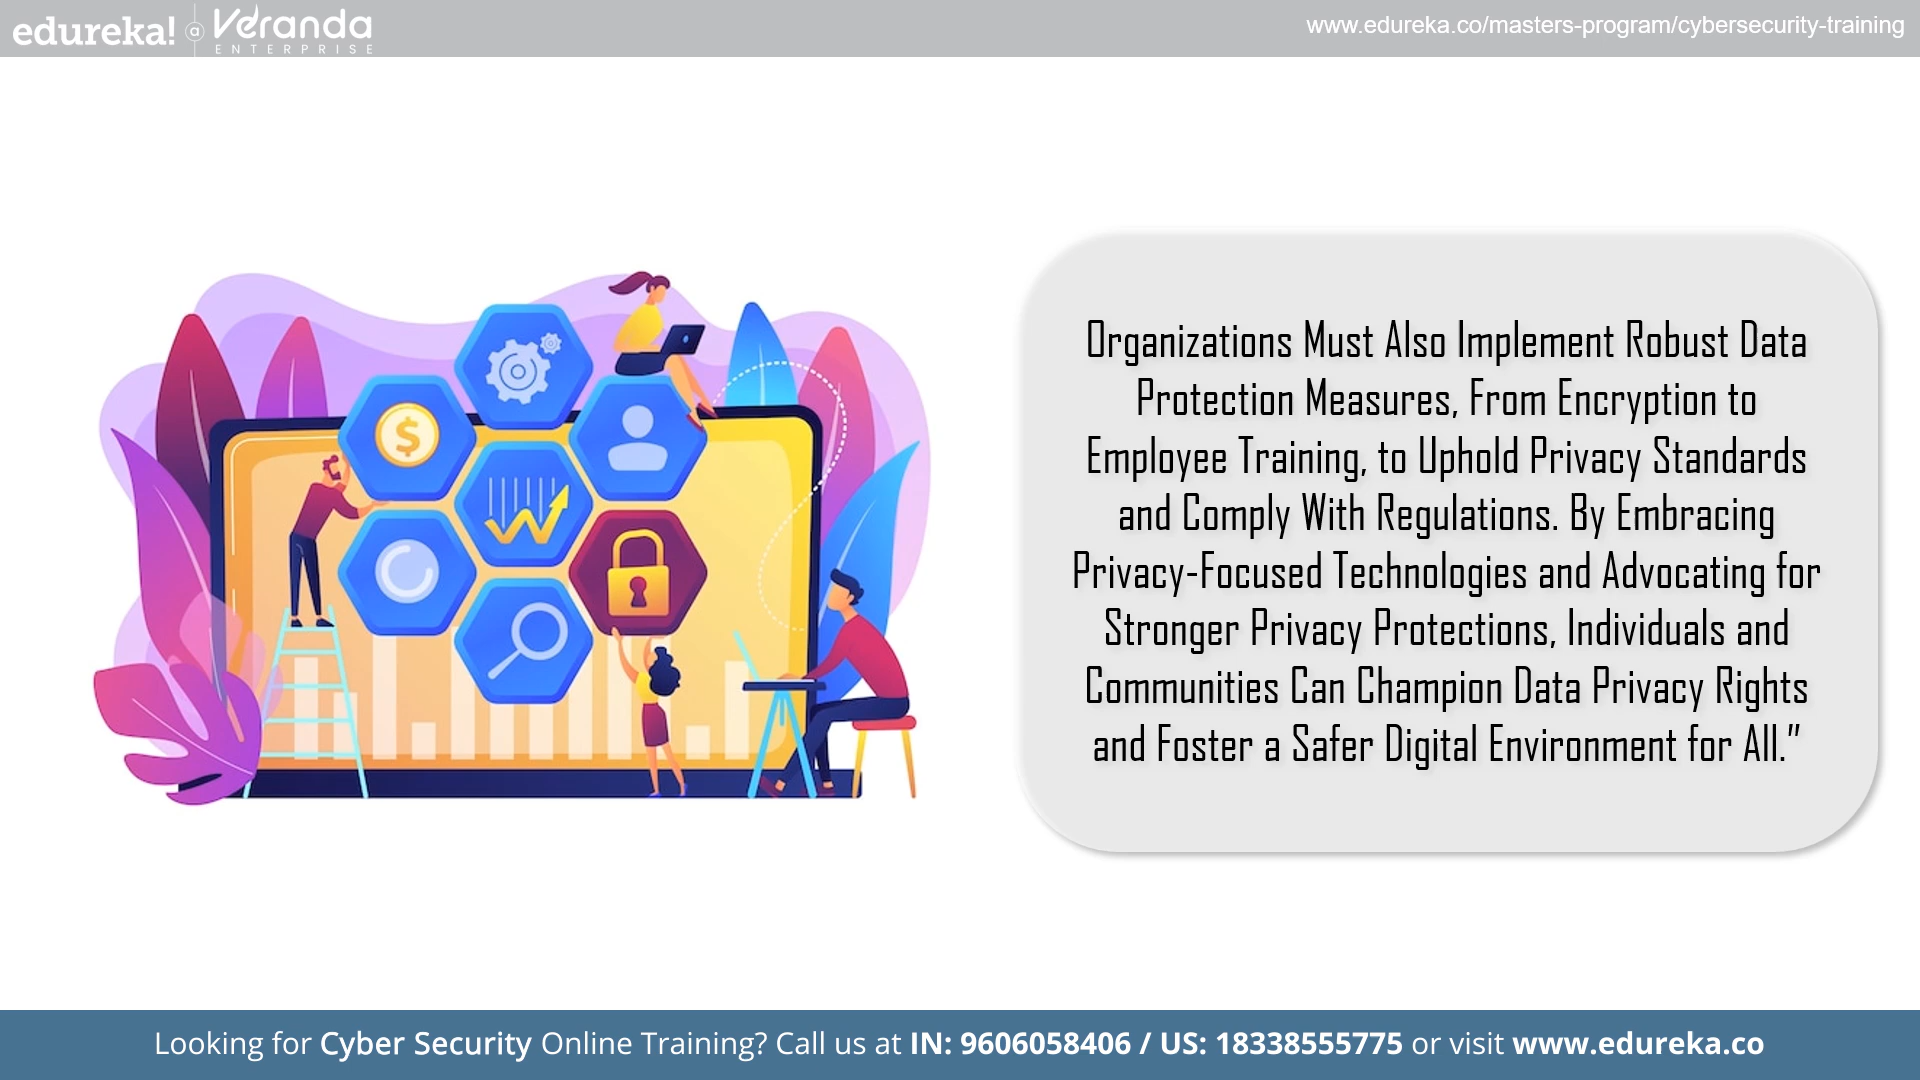 edureka! a Veranda
ENTERPRISE
www.edureka.co/masters-program/cybersecurity-training
$
Organizations Must Also Implement Robust Data
Protection Measures, From Encryption to
Employee Training, to Uphold Privacy Standards
and Comply With Regulations. By Embracing
Privacy-Focused Technologies and Advocating for
Stronger Privacy Protections, Individuals and
Communities Can Champion Data Privacy Rights
and Foster a Safer Digital Environment for All.”
Looking for Cyber Security Online Training? Call us at IN: 9606058406 / US: 18338555775 or visit www.edureka.co